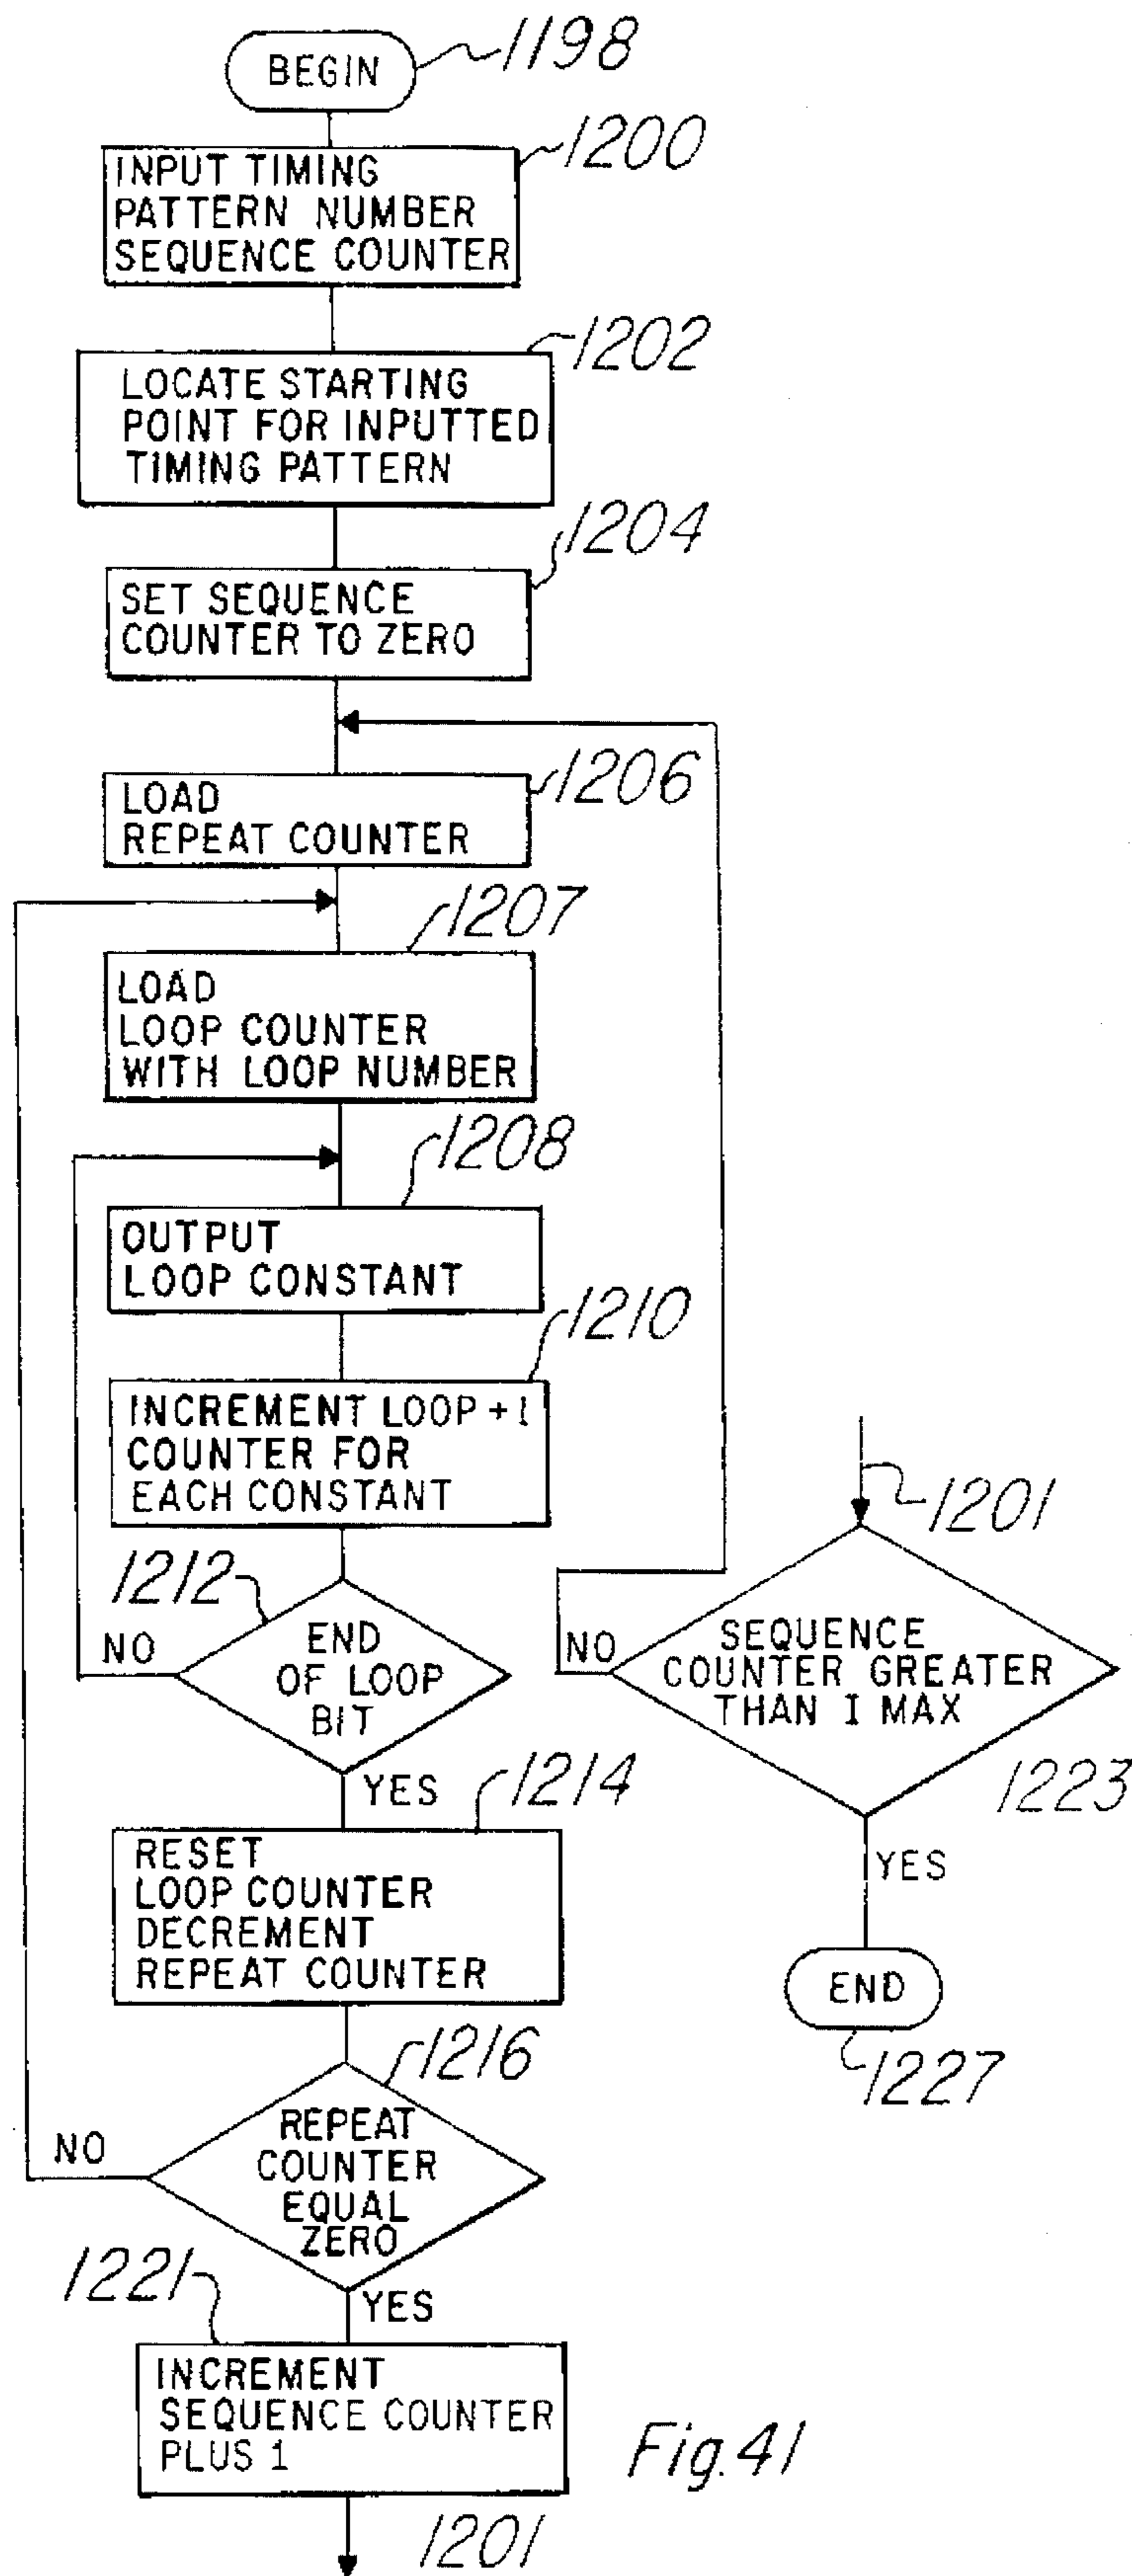 BEGIN
1198
1200
INPUT TIMING
PATTERN NUMBER
SEQUENCE COUNTER
1202
LOCATE STARTING
POINT FOR INPUTTED
TIMING PATTERN
1204
SET SEQUENCE
COUNTER TO ZERO
1206
LOAD
REPEAT COUNTER
1207
LOAD
LOOP COUNTER
WITH LOOP NUMBER
1208
OUTPUT
LOOP CONSTANT
1210
INCREMENT LOOP + 1
COUNTER FOR
EACH CONSTANT
1212
NO
END
OF LOOP
BIT
YES
1214
RESET
LOOP COUNTER
DECREMENT
REPEAT COUNTER
1216
NO
REPEAT
COUNTER
EQUAL
ZERO
YES
1221
INCREMENT
SEQUENCE COUNTER
PLUS 1
1201
1201
NO
SEQUENCE
COUNTER GREATER
THAN I MAX
1223
YES
END
1227
Fig. 41